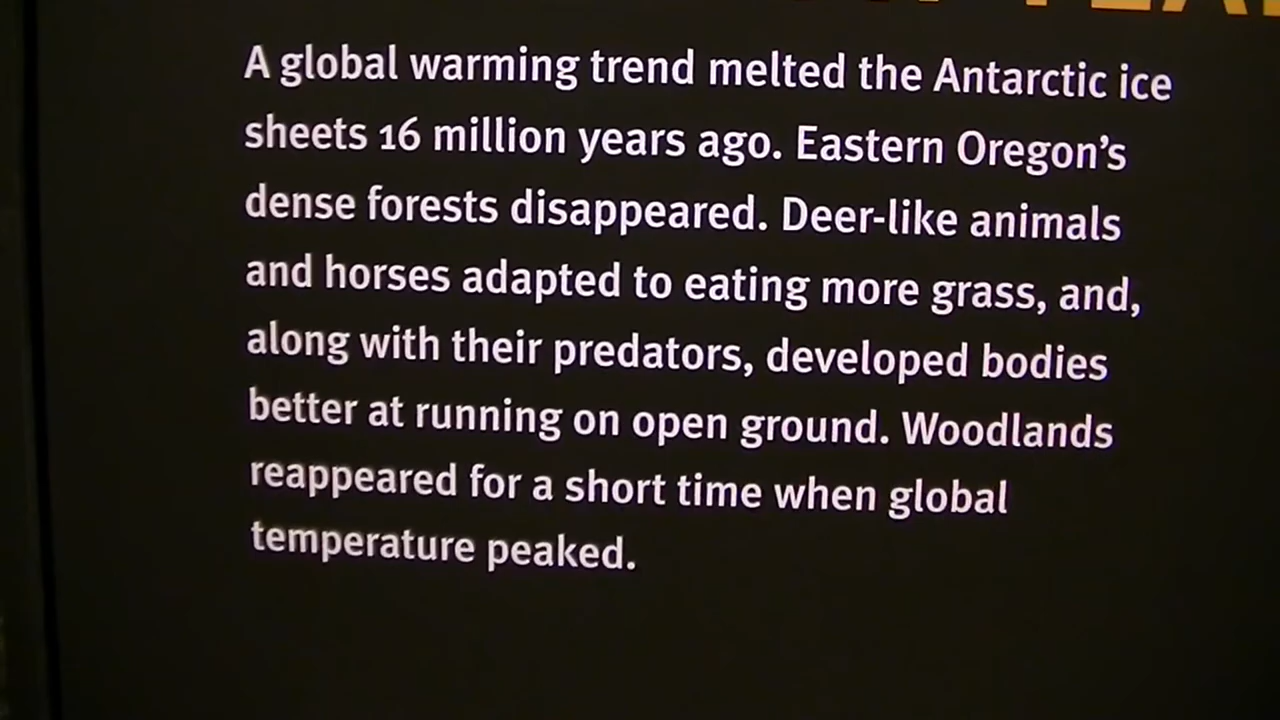 A global warming trend melted the Antarctic ice
sheets 16 million years ago. Eastern Oregon's
dense forests disappeared. Deer-like animals
and horses adapted to eating more grass, and,
along with their predators, developed bodies
better at running on open ground. Woodlands
reappeared for a short time when global
temperature peaked.